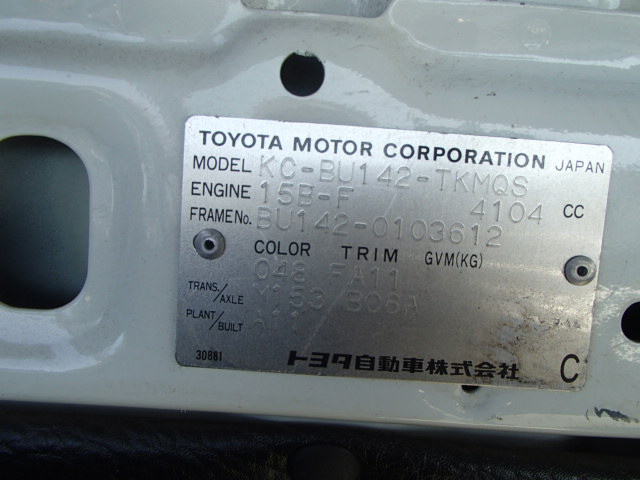 TOYOTA MOTOR CORPORATION JAPAN
MODEL KC-BU142-TKMQS
ENGINE 15B-F 4104 CC
FRAME No. BU142-0103612
COLOR TRIM GVM(KG)
048 FA11
TRANS./AXLE B06A
PLANT/BUILT
30881
トヨタ自動車株式会社 C